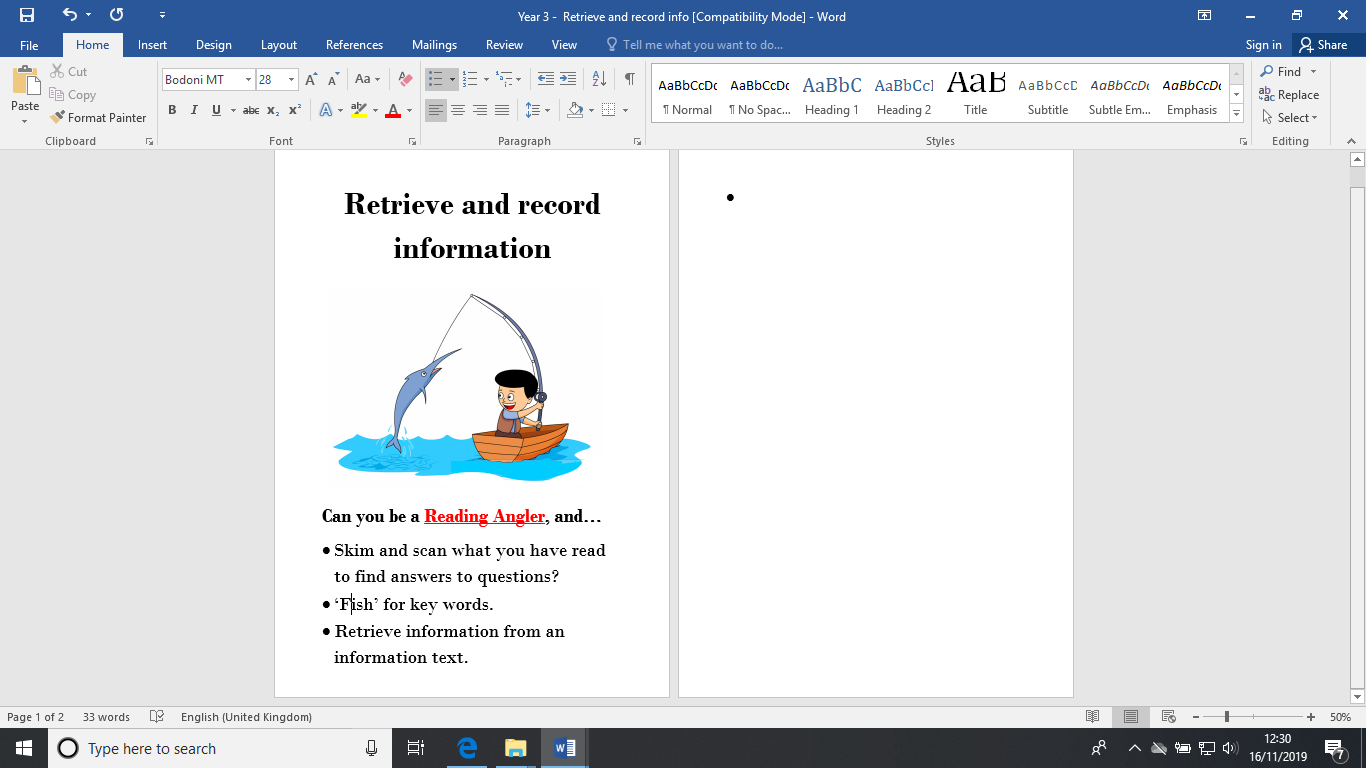 Year 3 -  Retrieve and record info [Compatibility Mode] - Word
File Home Insert Design Layout References Mailings Review View Tell me what you want to do... Sign in Share
Paste
Cut
Copy
Format Painter
Clipboard
Bodoni MT 28
Font
Paragraph
AaBbCcDc AaBbCcDc AaBbC AaBbCcI AaB AaBbCcD AaBbCcDc AaBbCcDc
¶ Normal ¶ No Spac... Heading 1 Heading 2 Title Subtitle Subtle Em... Emphasis
Styles
Find
Replace
Select
Editing
Retrieve and record
information
Can you be a Reading Angler, and…
• Skim and scan what you have read
to find answers to questions?
• ‘Fish’ for key words.
• Retrieve information from an
information text.
•
Page 1 of 2 33 words English (United Kingdom) 50%
Type here to search
12:30
16/11/2019
7